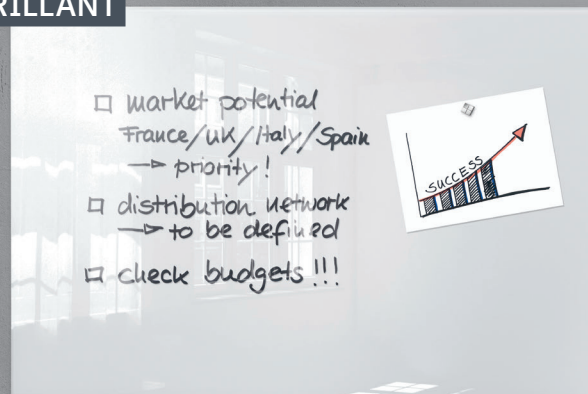 RILLANT
□ market potential
France/UK/Italy/Spain
→ priority!
□ distribution network
→ to be defined
□ check budgets!!!
SUCCESS